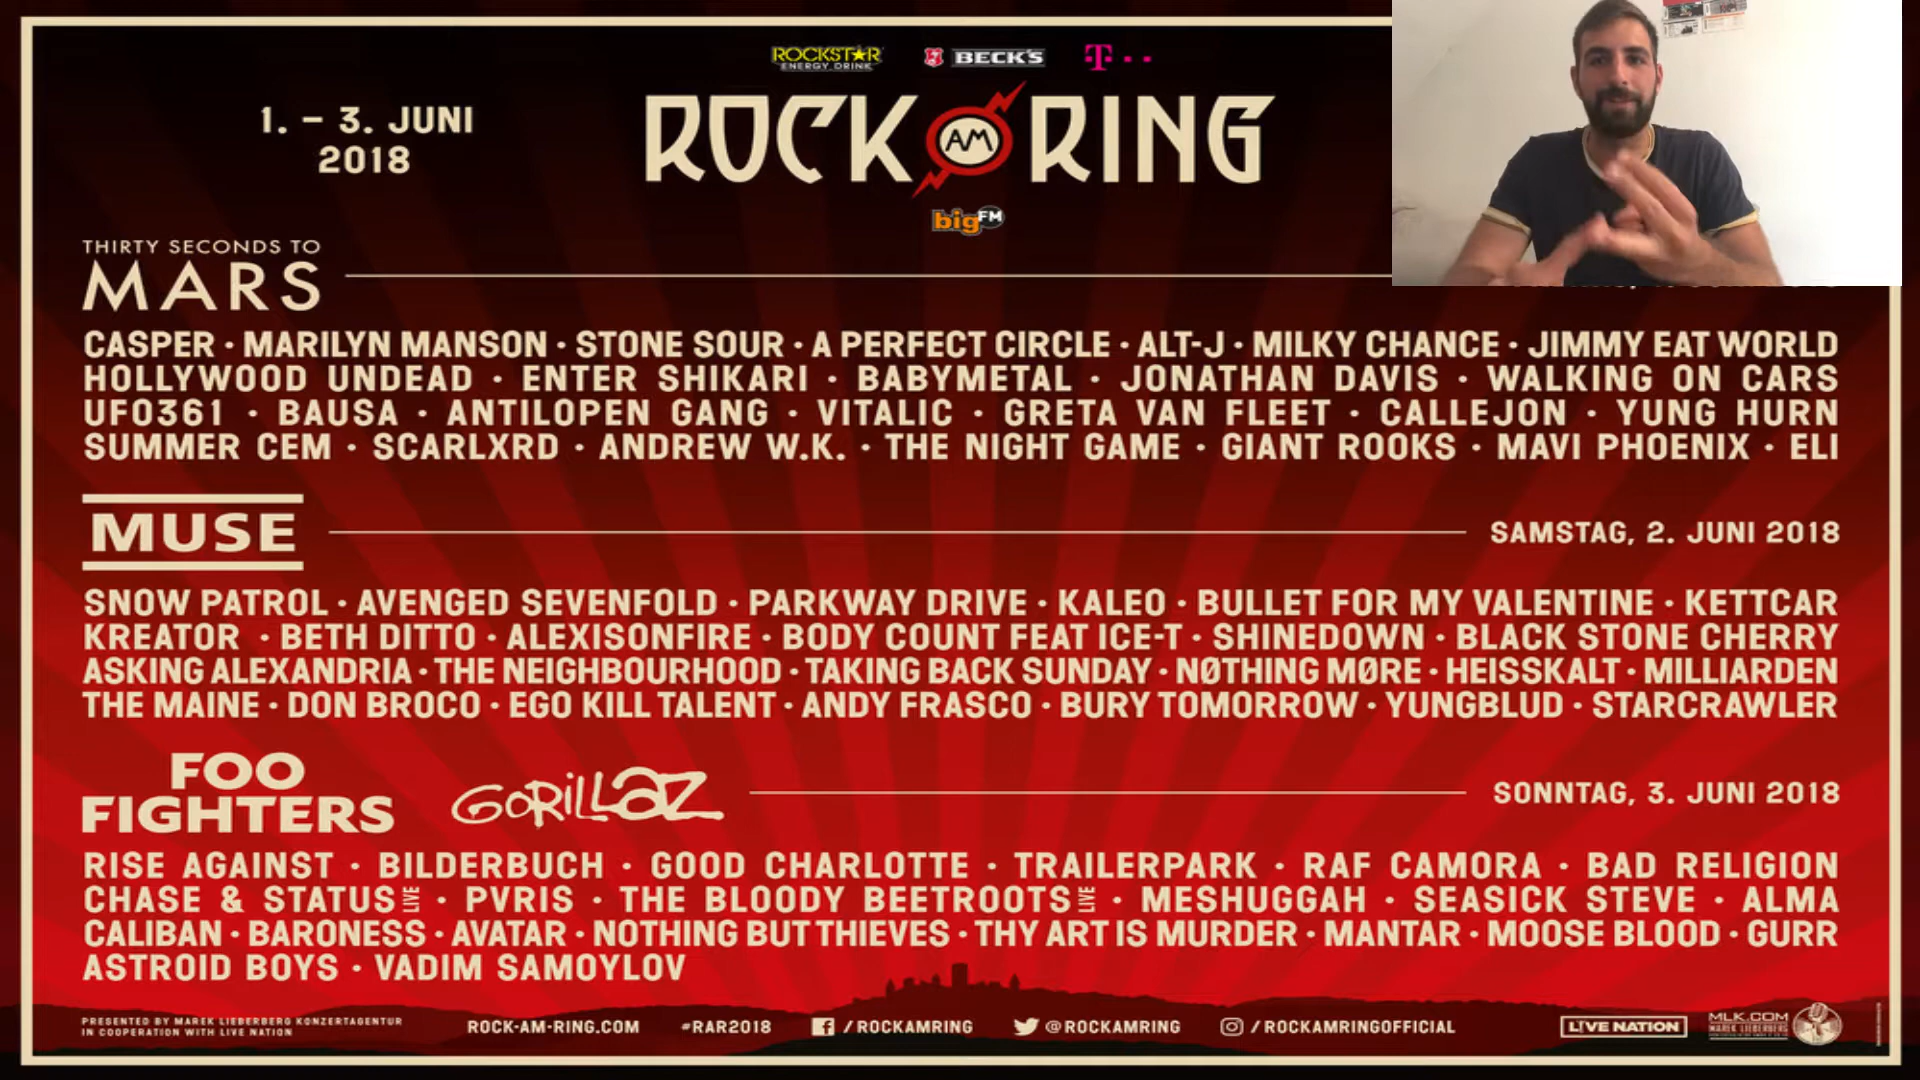 ROCKSTAR
ENERGY DRINK
BECK'S
T
1. – 3. JUNI
2018
ROCK AM RING
bigFM
THIRTY SECONDS TO
MARS
CASPER · MARILYN MANSON · STONE SOUR · A PERFECT CIRCLE · ALT-J · MILKY CHANCE · JIMMY EAT WORLD
HOLLYWOOD UNDEAD · ENTER SHIKARI · BABYMETAL · JONATHAN DAVIS · WALKING ON CARS
UFO361 · BAUSA · ANTILOPEN GANG · VITALIC · GRETA VAN FLEET · CALLEJON · YUNG HURN
SUMMER CEM · SCARLXRD · ANDREW W.K. · THE NIGHT GAME · GIANT ROOKS · MAVI PHOENIX · ELI
MUSE
SAMSTAG, 2. JUNI 2018
SNOW PATROL · AVENGED SEVENFOLD · PARKWAY DRIVE · KALEO · BULLET FOR MY VALENTINE · KETTCAR
KREATOR · BETH DITTO · ALEXISONFIRE · BODY COUNT FEAT ICE-T · SHINEDOWN · BLACK STONE CHERRY
ASKING ALEXANDRIA · THE NEIGHBOURHOOD · TAKING BACK SUNDAY · NØTHING MØRE · HEISSKALT · MILLIARDEN
THE MAINE · DON BROCO · EGO KILL TALENT · ANDY FRASCO · BURY TOMORROW · YUNGBLUD · STARCRAWLER
FOO
FIGHTERS
GORILLAZ
SONNTAG, 3. JUNI 2018
RISE AGAINST · BILDERBUCH · GOOD CHARLOTTE · TRAILERPARK · RAF CAMORA · BAD RELIGION
CHASE & STATUS LIVE · PVRIS · THE BLOODY BEETROOTS LIVE · MESHUGGAH · SEASICK STEVE · ALMA
CALIBAN · BARONESS · AVATAR · NOTHING BUT THIEVES · THY ART IS MURDER · MANTAR · MOOSE BLOOD · GURR
ASTROID BOYS · VADIM SAMOYLOV
PRESENTED BY MAREK LIEBERBERG KONZERTAGENTUR
IN COOPERATION WITH LIVE NATION
ROCK-AM-RING.COM #RAR2018 /ROCKAMRING @ROCKAMRING /ROCKAMRINGOFFICIAL
LIVE NATION
MLK.COM
MAREK LIEBERBERG